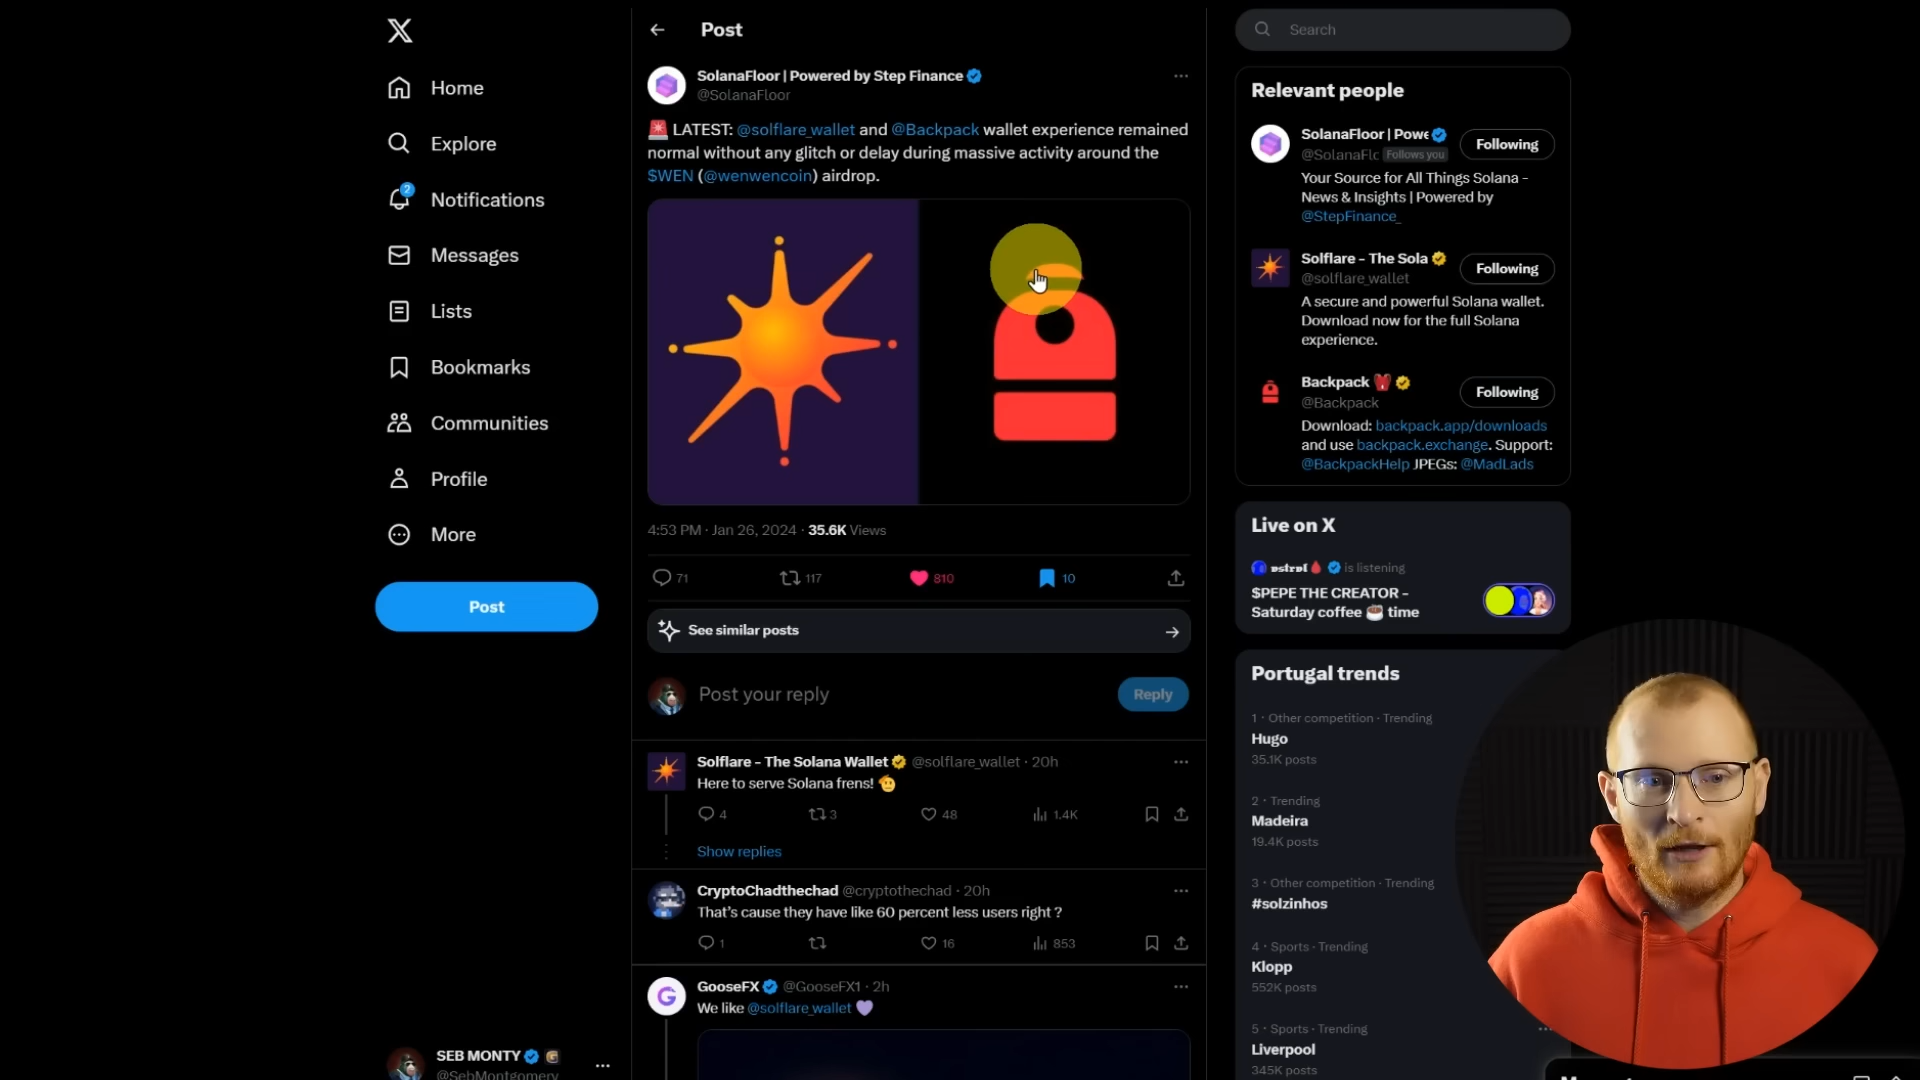 Home
Explore
2
Notifications
Messages
Lists
Bookmarks
Communities
Profile
More
Post
SEB MONTY
@SebMontgomery
Post
SolanaFloor | Powered by Step Finance
@SolanaFloor
LATEST: @solflare_wallet and @Backpack wallet experience remained
normal without any glitch or delay during massive activity around the
$WEN (@wenwencoin) airdrop.
4:53 PM · Jan 26, 2024 · 35.6K Views
71
117
810
10
See similar posts
Post your reply
Reply
Solflare - The Solana Wallet @solflare_wallet · 20h
Here to serve Solana frens!
4
3
48
1.4K
Show replies
CryptoChadthechad @cryptothechad · 20h
That's cause they have like 60 percent less users right ?
1
16
853
GooseFX @GooseFX1 · 2h
We like @solflare_wallet
Search
Relevant people
SolanaFloor | Powe
@SolanaFlc Follows you
Following
Your Source for All Things Solana -
News & Insights | Powered by
@StepFinance_
Solflare - The Sola
@solflare_wallet
Following
A secure and powerful Solana wallet.
Download now for the full Solana
experience.
Backpack
@Backpack
Following
Download: backpack.app/downloads
and use backpack.exchange. Support:
@BackpackHelp JPEGs: @MadLads
Live on X
is listening
$PEPE THE CREATOR -
Saturday coffee time
Portugal trends
1 · Other competition · Trending
Hugo
35.1K posts
2 · Trending
Madeira
19.4K posts
3 · Other competition · Trending
#solzinhos
4 · Sports · Trending
Klopp
552K posts
5 · Sports · Trending
Liverpool
345K posts